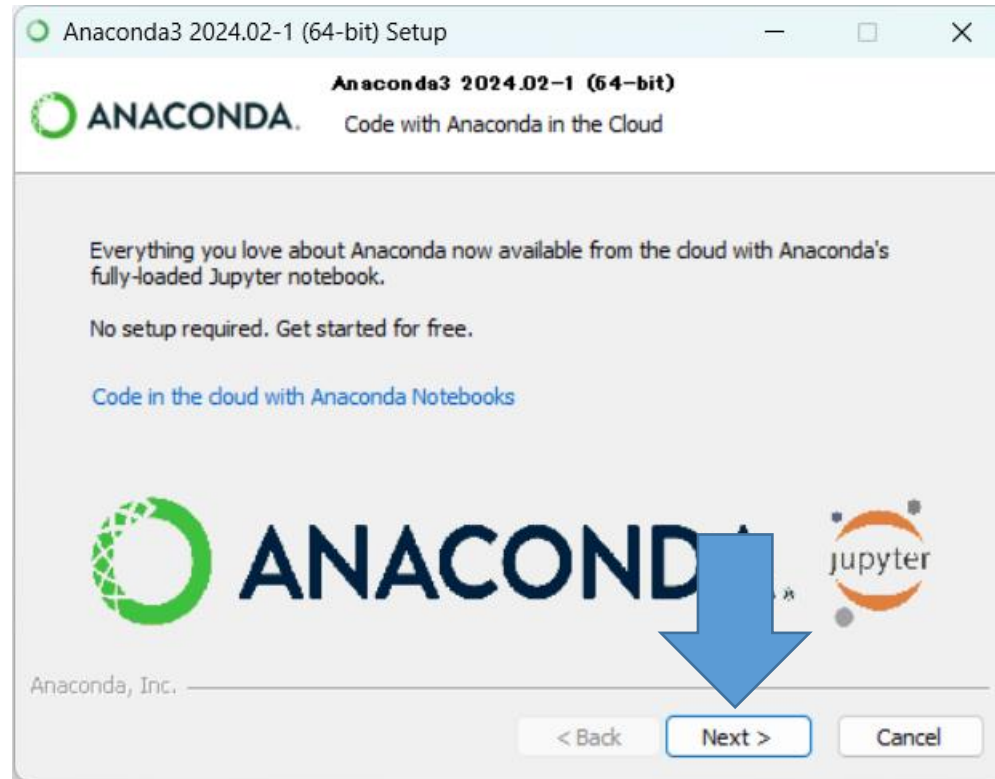 Anaconda3 2024.02-1 (64-bit) Setup
ANACONDA.
Anaconda3 2024.02-1 (64-bit)
Code with Anaconda in the Cloud
Everything you love about Anaconda now available from the cloud with Anaconda's
fully-loaded Jupyter notebook.
No setup required. Get started for free.
Code in the cloud with Anaconda Notebooks
ANACONDA
jupyter
Anaconda, Inc.
< Back
Next >
Cancel